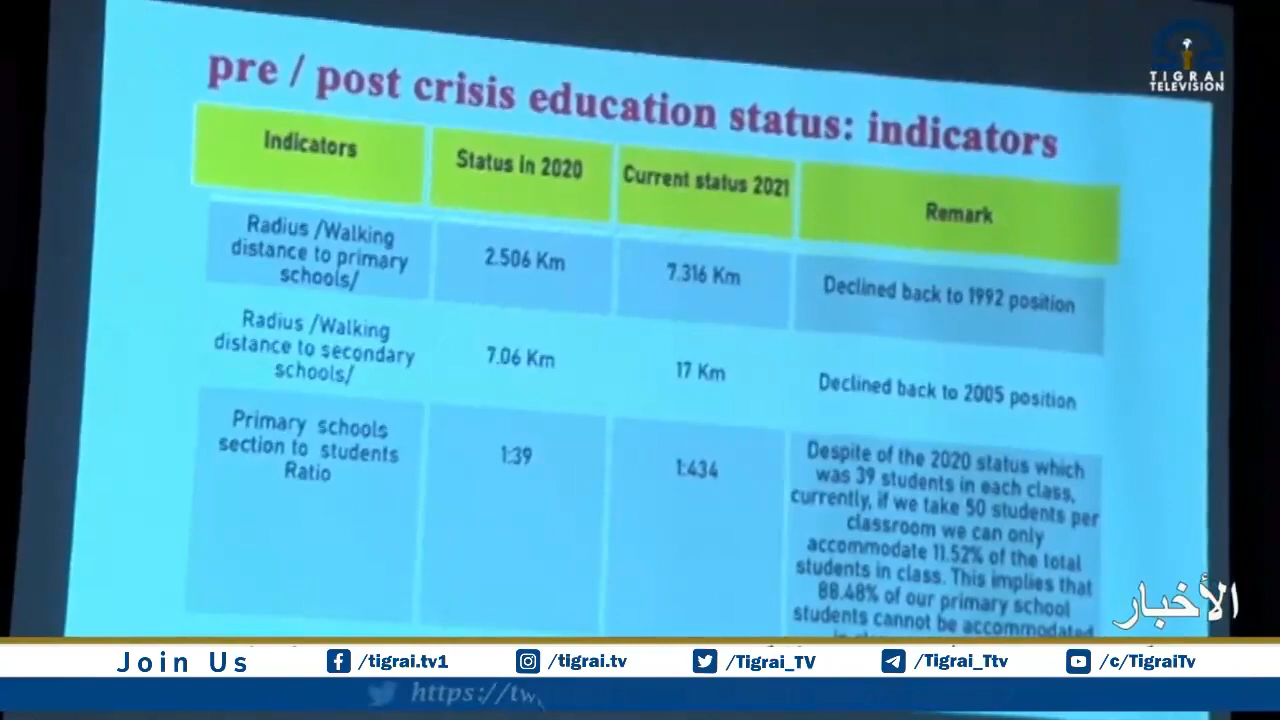 TIGRAI
TELEVISION
pre / post crisis education status: indicators
Indicators
Status in 2020
Current status 2021
Remark
Radius /Walking
distance to primary
schools/
2.506 Km
7.316 Km
Declined back to 1992 position
Radius /Walking
distance to secondary
schools/
7.06 Km
17 Km
Declined back to 2005 position
Primary schools
section to students
Ratio
1:39
1:434
Despite of the 2020 status which
was 39 students in each class,
currently, if we take 50 students per
classroom we can only
accommodate 11.52% of the total
students in class. This implies that
88.48% of our primary school
students cannot be accommodated
الأخبار
Join Us
/tigrai.tv1
/tigrai.tv
/Tigrai_TV
/Tigrai_Ttv
/c/TigraiTv
https://tw